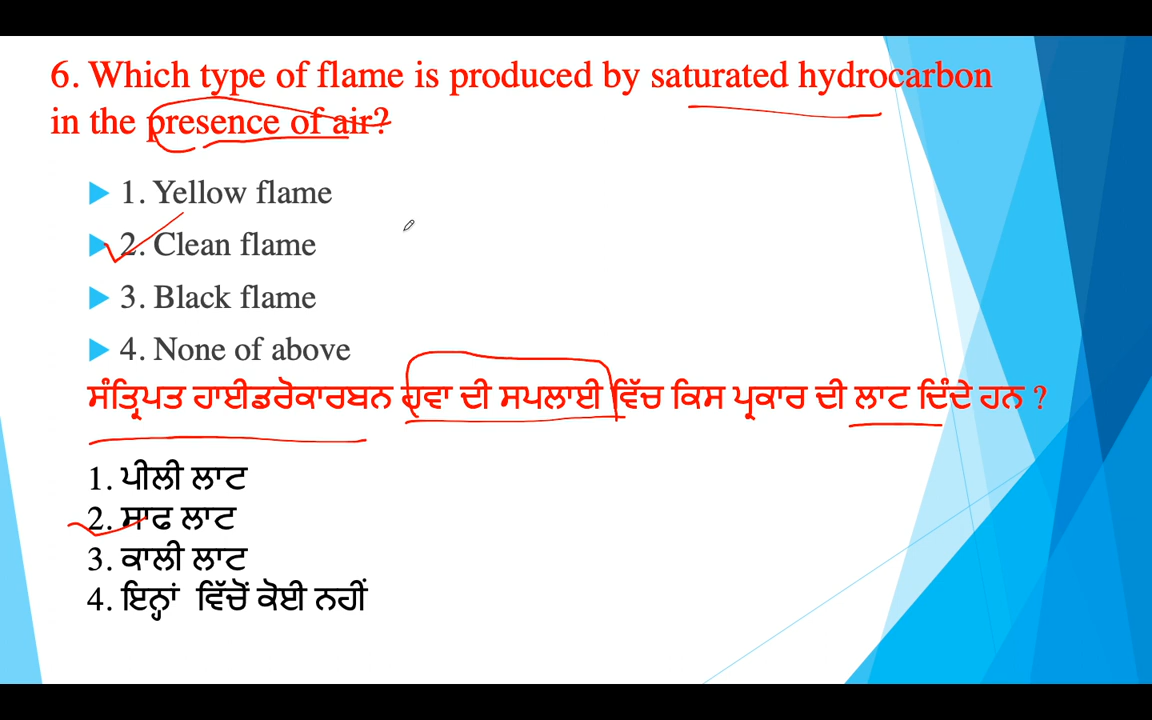 6. Which type of flame is produced by saturated hydrocarbon
in the presence of air?
1. Yellow flame
2. Clean flame
3. Black flame
4. None of above
ਸੰਤ੍ਰਿਪਤ ਹਾਈਡਰੋਕਾਰਬਨ ਹਵਾ ਦੀ ਸਪਲਾਈ ਵਿੱਚ ਕਿਸ ਪ੍ਰਕਾਰ ਦੀ ਲਾਟ ਦਿੰਦੇ ਹਨ ?
1. ਪੀਲੀ ਲਾਟ
2. ਸਾਫ ਲਾਟ
3. ਕਾਲੀ ਲਾਟ
4. ਇਨ੍ਹਾਂ ਵਿੱਚੋਂ ਕੋਈ ਨਹੀਂ